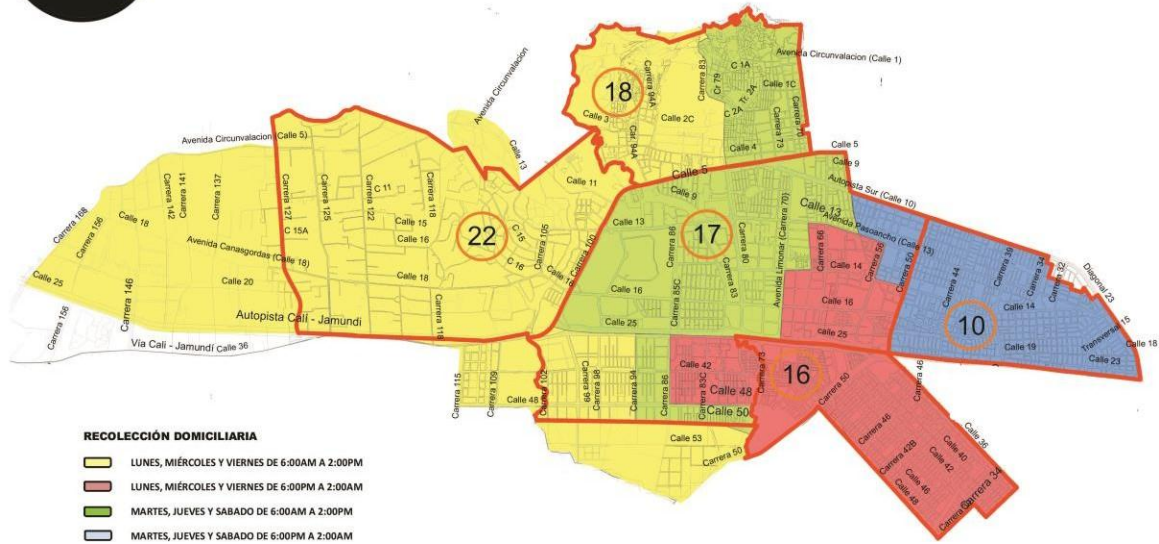 Avenida Circunvalacion (Calle 1)
Avenida Circunvalacion
Carrera 83
C 1A
Cr 79
Tr. 2A
Calle 1C
Carrera 94A
18
Calle 3
Calle 2C
C 2A
Carrera 73
Carrera 70
Car. 94A
Calle 4
Calle 5
Calle 5
Calle 9
Avenida Circunvalacion (Calle 5)
Calle 13
Calle 11
Autopista Sur (Calle 10)
Carrera 168
Carrera 156
Carrera 142
Carrera 141
Carrera 137
Carrera 127
Carrera 125
Carrera 122
C 11
Carrera 118
Calle 18
Calle 15
Calle 16
C 15A
22
C 15
C 16
Carrera 105
Carrera 100
Calle 16
Calle 9
Calle 13
Calle 13
17
Carrera 86
Carrera 80
Avenida Limonar (Carrera 70)
Avenida Pasoancho (Calle 13)
Carrera 66
Carrera 56
Carrera 50
Calle 14
Carrera 44
Carrera 39
Carrera 34
Carrera 32
Diagonal 23
Avenida Canasgordas (Calle 18)
Calle 25
Calle 20
Calle 18
Carrera 146
Carrera 156
Calle 16
Carrera 85C
Carrera 83
Calle 16
Calle 14
10
Autopista Cali - Jamundi
Carrera 118
Calle 25
calle 25
Calle 19
Transversal 15
Calle 18
Calle 23
Vía Cali - Jamundí Calle 36
Carrera 115
Carrera 109
Carrera 102
Calle 48
Carrera 99
Carrera 98
Carrera 94
Carrera 86
Calle 42
Carrera 83C
Calle 48
Calle 50
Carrera 73
16
Carrera 50
Carrera 46
Calle 53
Carrera 50
Carrera 46
Carrera 42B
Calle 36
Calle 40
Calle 42
Calle 46
Calle 48
Carrera 34
RECOLECCIÓN DOMICILIARIA
LUNES, MIÉRCOLES Y VIERNES DE 6:00AM A 2:00PM
LUNES, MIÉRCOLES Y VIERNES DE 6:00PM A 2:00AM
MARTES, JUEVES Y SABADO DE 6:00AM A 2:00PM
MARTES, JUEVES Y SABADO DE 6:00PM A 2:00AM